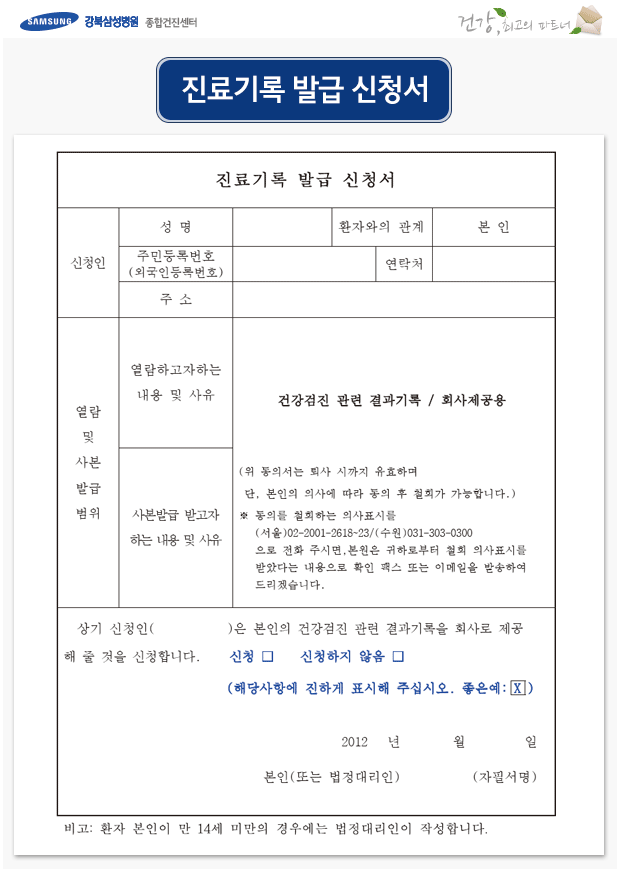 SAMSUNG 강북삼성병원 종합건진센터
건강, 최고의 파트너
진료기록 발급 신청서
진료기록 발급 신청서
신청인
성 명
환자와의 관계
본 인
주민등록번호
(외국인등록번호)
연락처
주 소
열람
및
사본
발급
범위
열람하고자하는
내용 및 사유
사본발급 받고자
하는 내용 및 사유
건강검진 관련 결과기록 / 회사제공용
(위 동의서는 퇴사 시까지 유효하며
단, 본인의 의사에 따라 동의 후 철회가 가능합니다.)
※ 동의를 철회하는 의사표시를
(서울)02-2001-2618~23/(수원)031-303-0300
으로 전화 주시면,본원은 귀하로부터 철회 의사표시를
받았다는 내용으로 확인 팩스 또는 이메일을 발송하여
드리겠습니다.
상기 신청인( )은 본인의 건강검진 관련 결과기록을 회사로 제공
해 줄 것을 신청합니다. 신청 □ 신청하지 않음 □
(해당사항에 진하게 표시해 주십시오. 좋은예: X )
2012 년 월 일
본인(또는 법정대리인) (자필서명)
비고: 환자 본인이 만 14세 미만의 경우에는 법정대리인이 작성합니다.